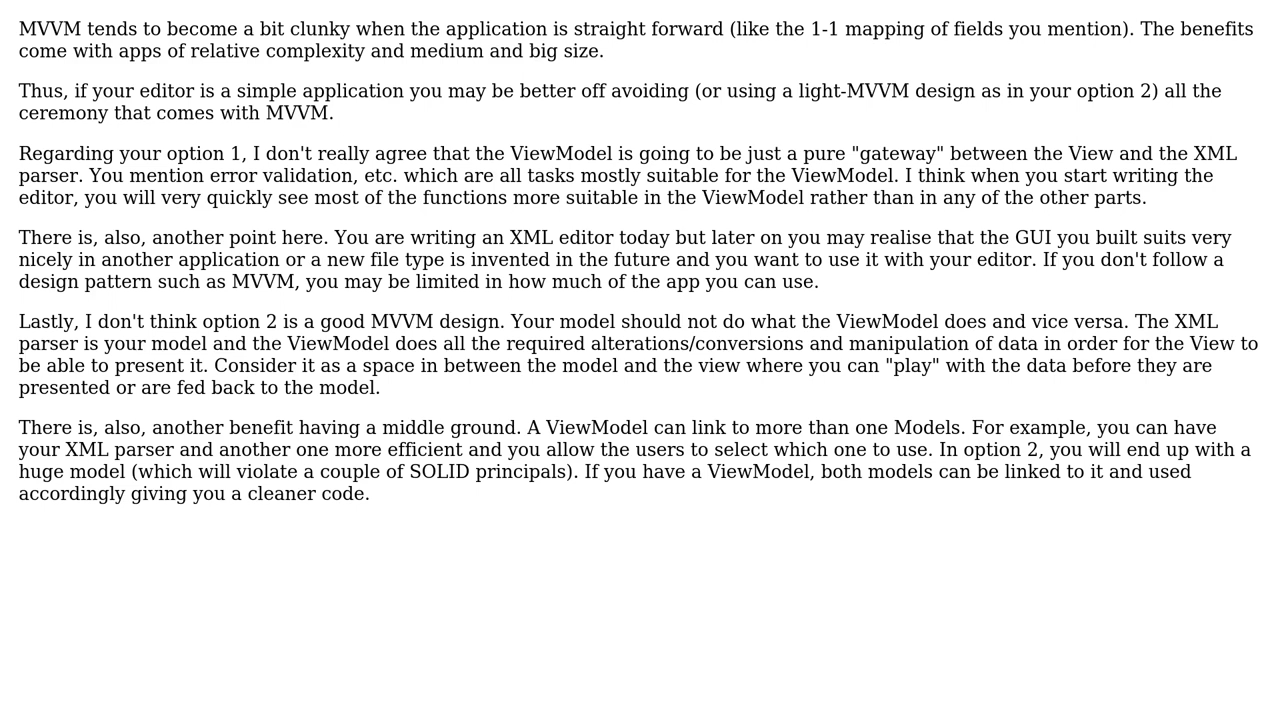 MVVM tends to become a bit clunky when the application is straight forward (like the 1-1 mapping of fields you mention). The benefits
come with apps of relative complexity and medium and big size.
Thus, if your editor is a simple application you may be better off avoiding (or using a light-MVVM design as in your option 2) all the
ceremony that comes with MVVM.
Regarding your option 1, I don't really agree that the ViewModel is going to be just a pure "gateway" between the View and the XML
parser. You mention error validation, etc. which are all tasks mostly suitable for the ViewModel. I think when you start writing the
editor, you will very quickly see most of the functions more suitable in the ViewModel rather than in any of the other parts.
There is, also, another point here. You are writing an XML editor today but later on you may realise that the GUI you built suits very
nicely in another application or a new file type is invented in the future and you want to use it with your editor. If you don't follow a
design pattern such as MVVM, you may be limited in how much of the app you can use.
Lastly, I don't think option 2 is a good MVVM design. Your model should not do what the ViewModel does and vice versa. The XML
parser is your model and the ViewModel does all the required alterations/conversions and manipulation of data in order for the View to
be able to present it. Consider it as a space in between the model and the view where you can "play" with the data before they are
presented or are fed back to the model.
There is, also, another benefit having a middle ground. A ViewModel can link to more than one Models. For example, you can have
your XML parser and another one more efficient and you allow the users to select which one to use. In option 2, you will end up with a
huge model (which will violate a couple of SOLID principals). If you have a ViewModel, both models can be linked to it and used
accordingly giving you a cleaner code.